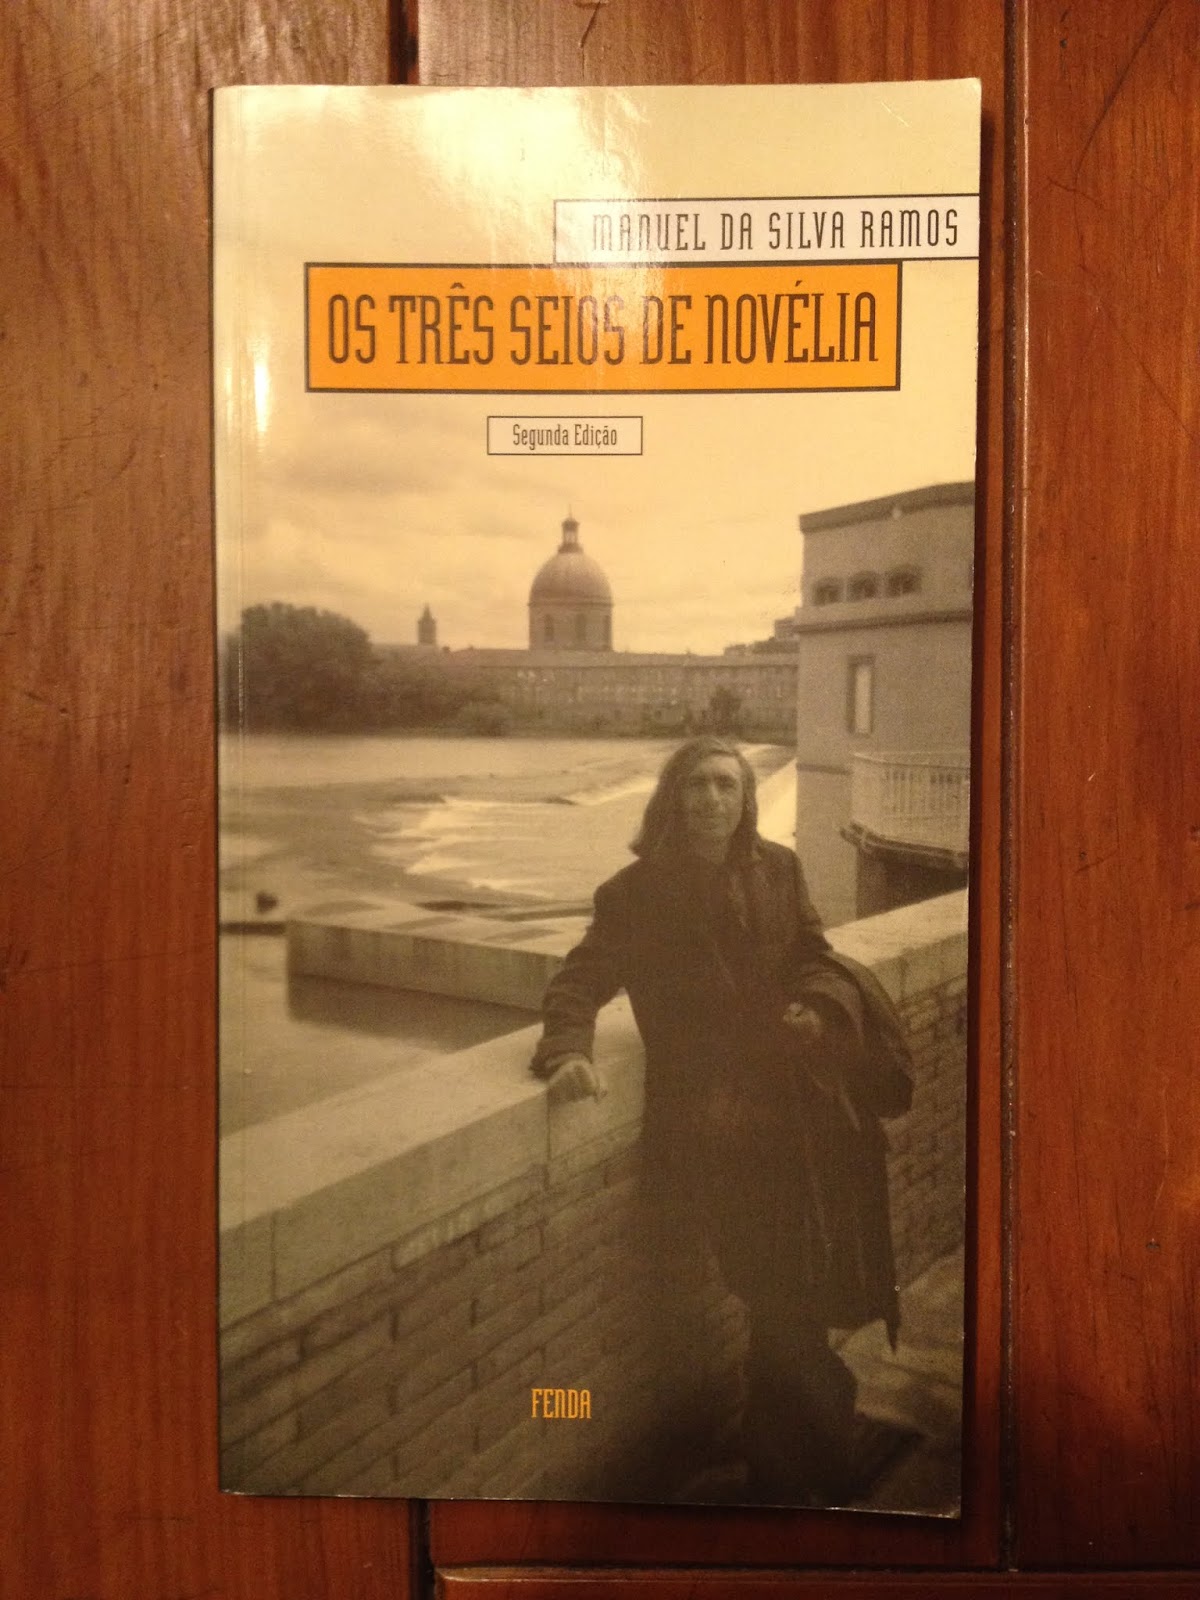 MANUEL DA SILVA RAMOS
OS TRÊS SEIOS DE NOVÉLIA
Segunda Edição
FENDA